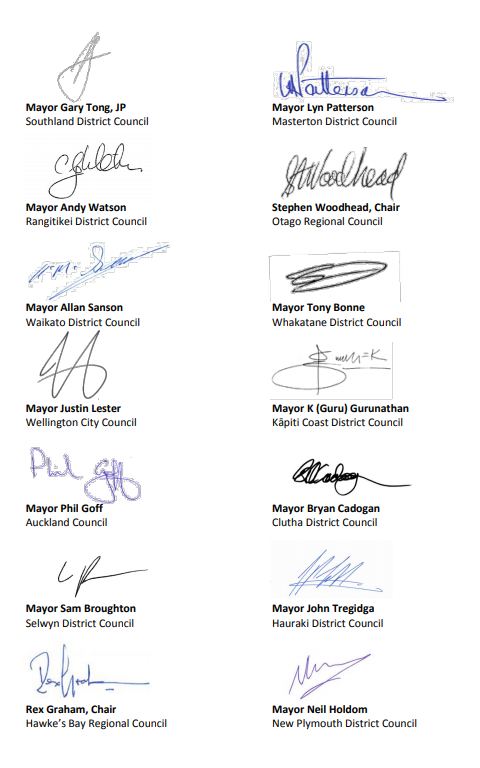 Mayor Gary Tong, JP
Southland District Council
Patterson
Mayor Lyn Patterson
Masterton District Council
Mayor Andy Watson
Rangitikei District Council
SAWoodhead
Stephen Woodhead, Chair
Otago Regional Council
Mayor Allan Sanson
Waikato District Council
Mayor Tony Bonne
Whakatane District Council
Mayor Justin Lester
Wellington City Council
Mayor K (Guru) Gurunathan
Kāpiti Coast District Council
Phil Goff
Mayor Phil Goff
Auckland Council
Mayor Bryan Cadogan
Clutha District Council
Mayor Sam Broughton
Selwyn District Council
Mayor John Tregidga
Hauraki District Council
Rex Graham, Chair
Hawke's Bay Regional Council
Mayor Neil Holdom
New Plymouth District Council